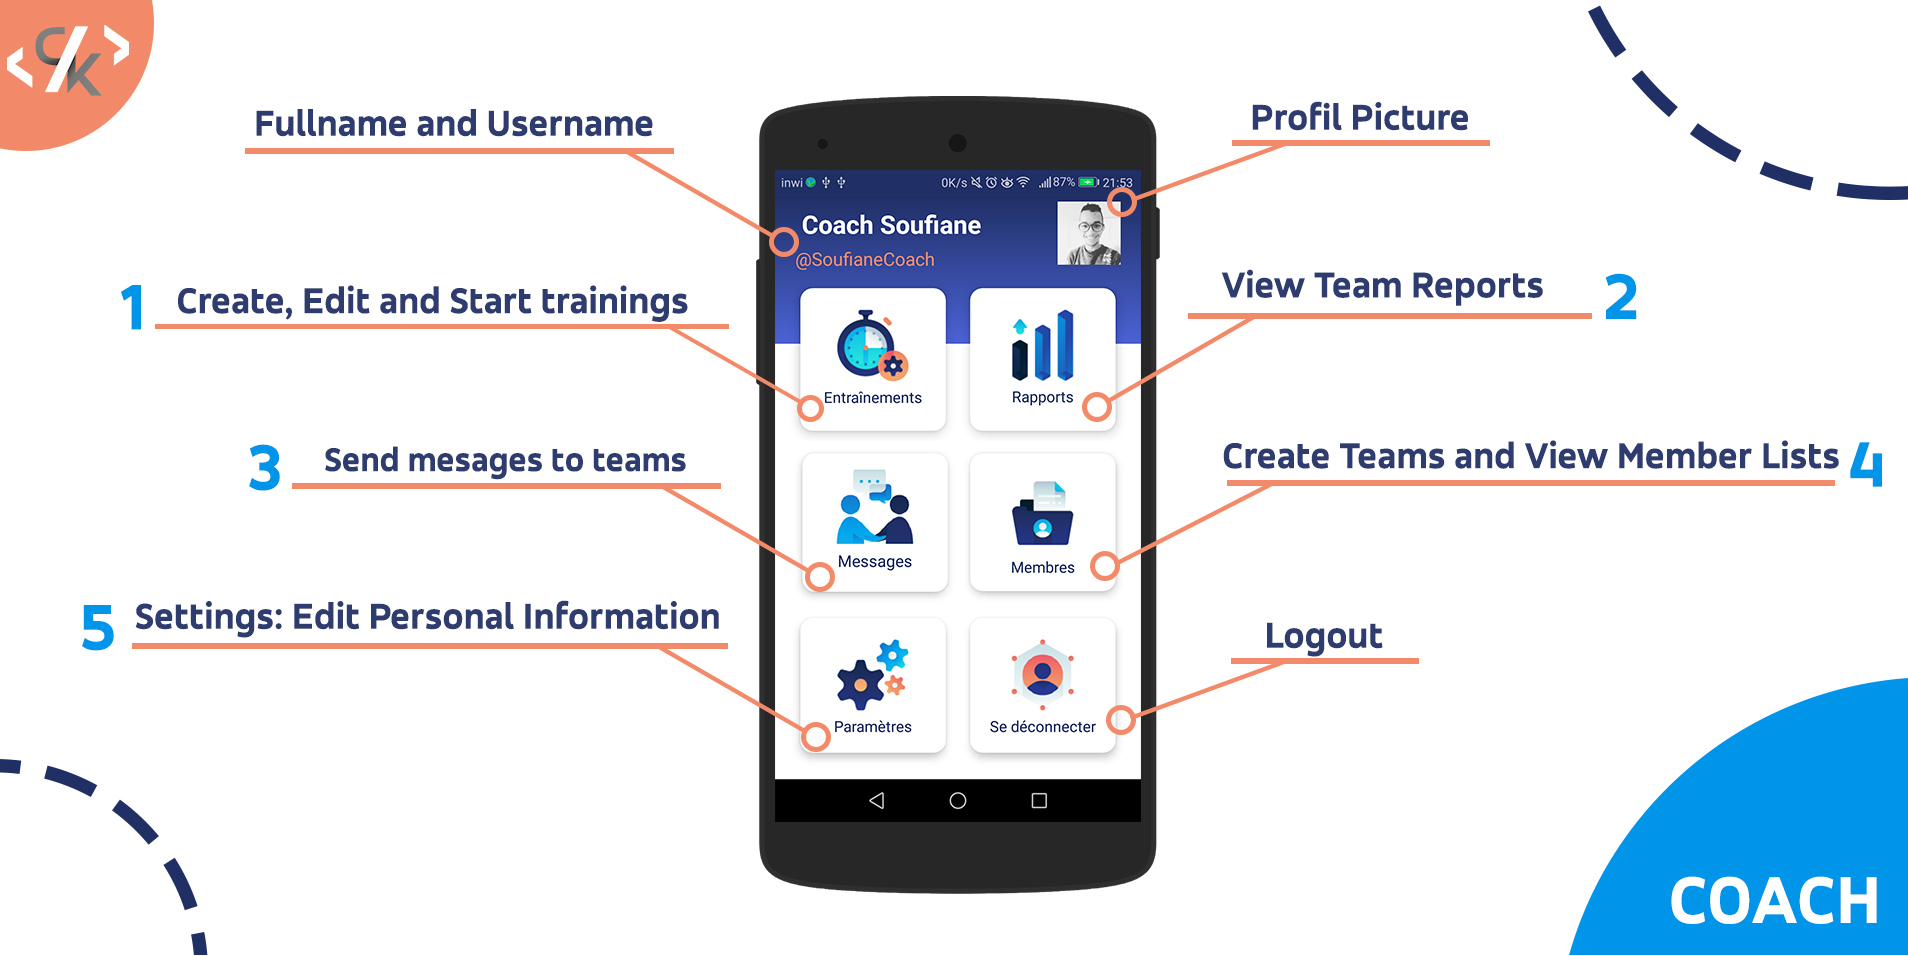 </>
CK
Fullname and Username
Profil Picture
inwi 0K/s 87% 21:53
Coach Soufiane
@SoufianeCoach
1 Create, Edit and Start trainings
View Team Reports 2
Entraînements
Rapports
3 Send mesages to teams
Create Teams and View Member Lists 4
Messages
Membres
5 Settings: Edit Personal Information
Logout
Paramètres
Se déconnecter
COACH